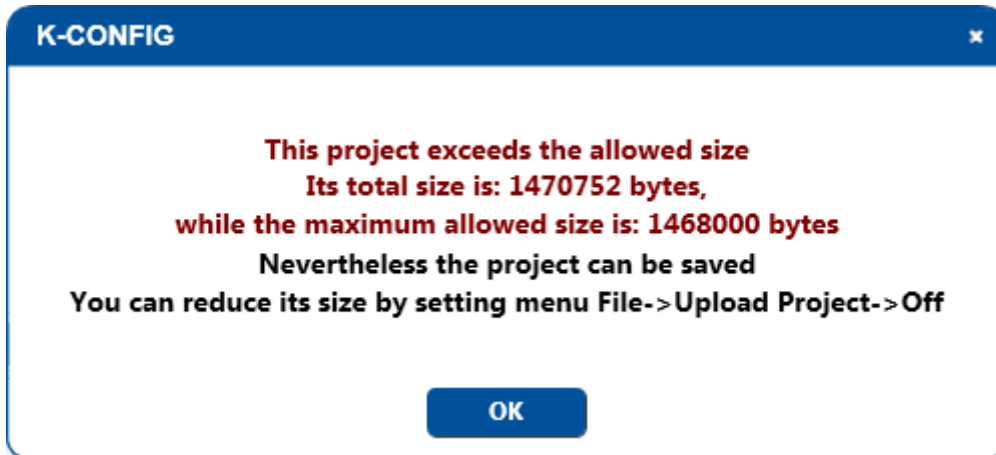 K-CONFIG
This project exceeds the allowed size
Its total size is: 1470752 bytes,
while the maximum allowed size is: 1468000 bytes
Nevertheless the project can be saved
You can reduce its size by setting menu File->Upload Project->Off
OK